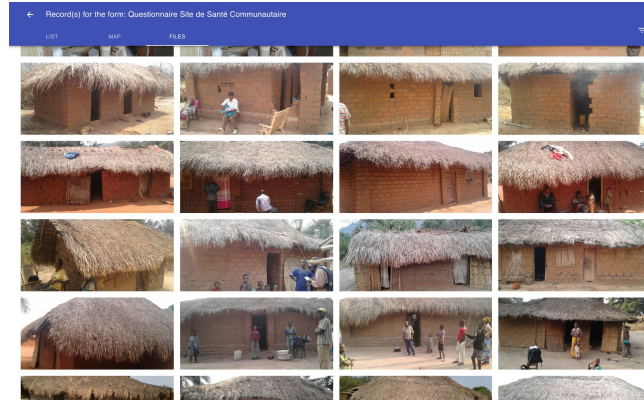 Record(s) for the form: Questionnaire Site de Santé Communautaire
LIST MAP FILES